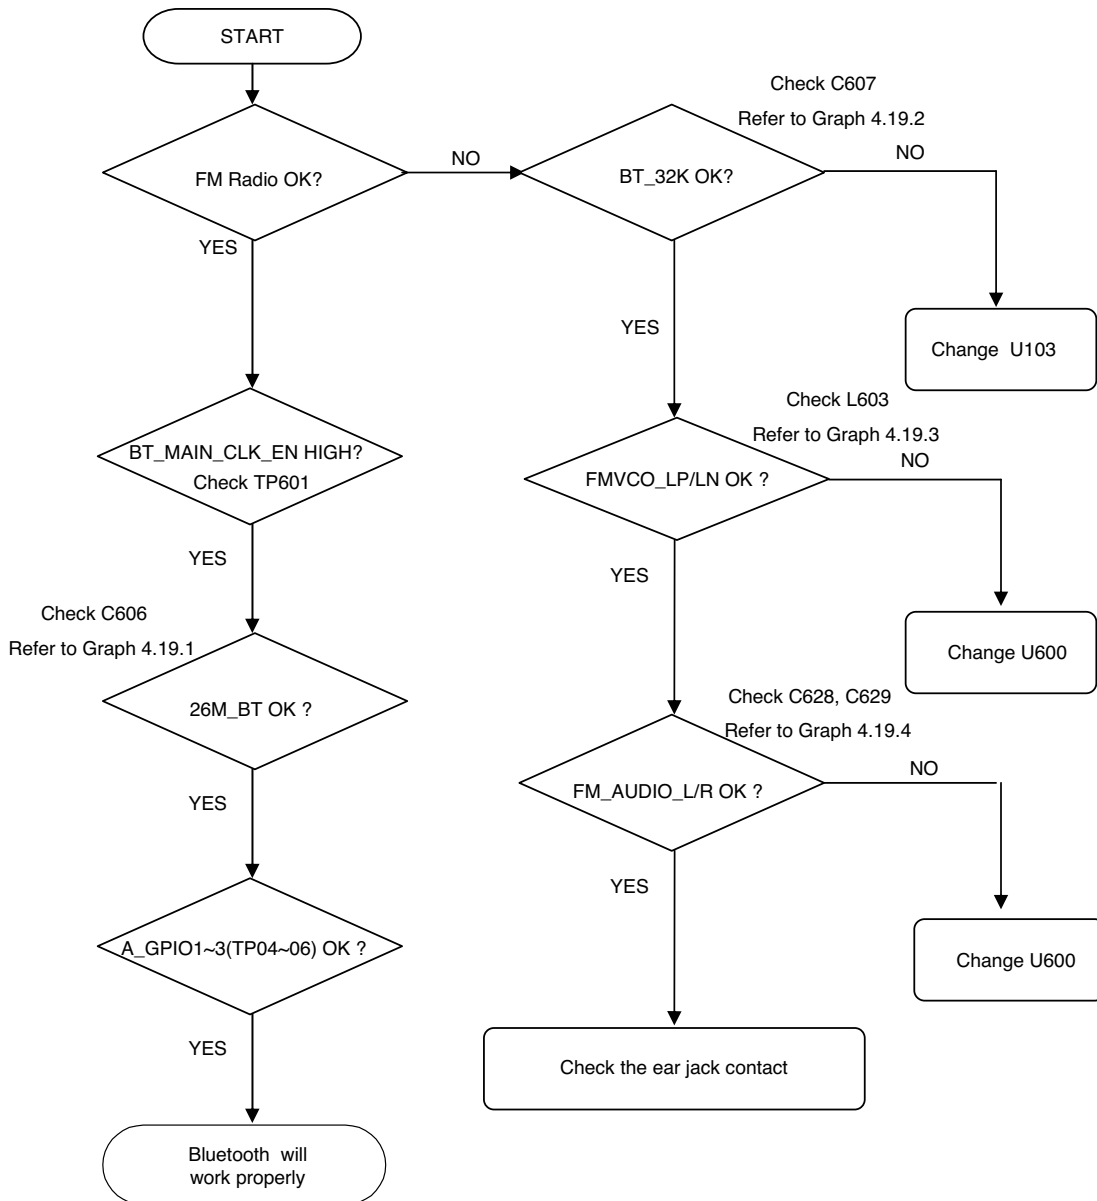 START
FM Radio OK?
NO
YES
Check C607
Refer to Graph 4.19.2
BT_32K OK?
NO
YES
Change U103
BT_MAIN_CLK_EN HIGH?
Check TP601
YES
Check L603
Refer to Graph 4.19.3
FMVCO_LP/LN OK ?
NO
YES
Change U600
Check C606
Refer to Graph 4.19.1
26M_BT OK ?
YES
Check C628, C629
Refer to Graph 4.19.4
FM_AUDIO_L/R OK ?
NO
YES
Change U600
A_GPIO1~3(TP04~06) OK ?
YES
Check the ear jack contact
Bluetooth will
work properly